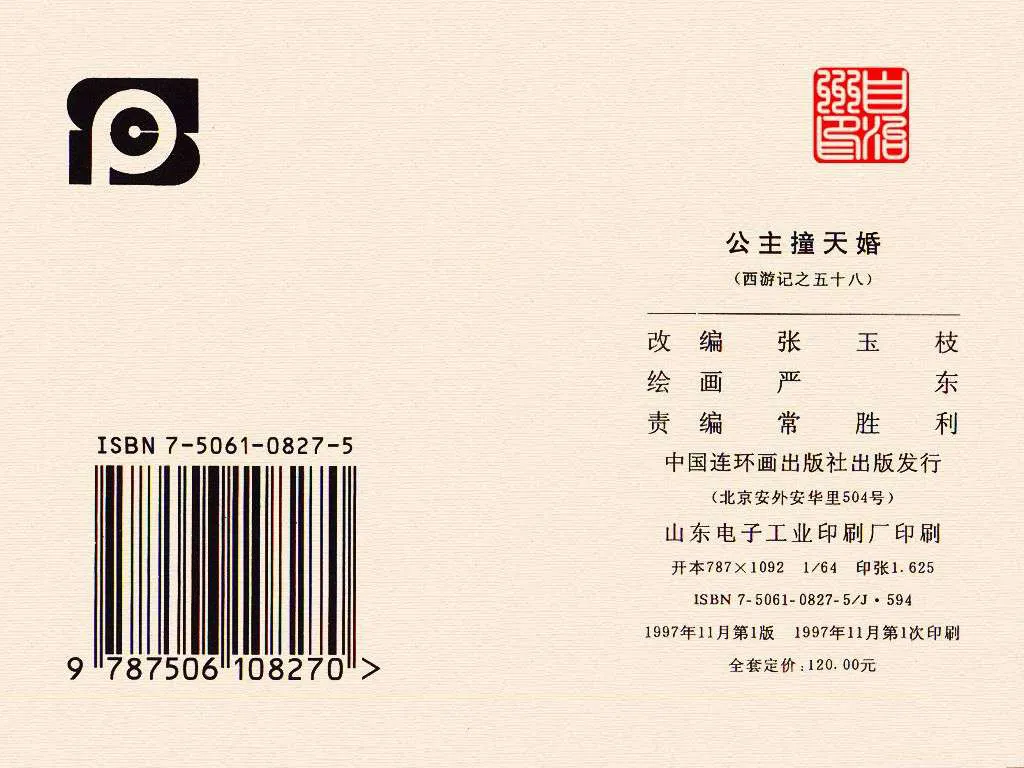 公主撞天婚
（西游记之五十八）
改编 张玉枝
绘画 严东
责编 常胜利
中国连环画出版社出版发行
（北京安外安华里504号）
山东电子工业印刷厂印刷
开本787×1092 1/64 印张1.625
ISBN 7-5061-0827-5/J·594
1997年11月第1版 1997年11月第1次印刷
全套定价:120.00元
ISBN 7-5061-0827-5
9 787506 108270 >